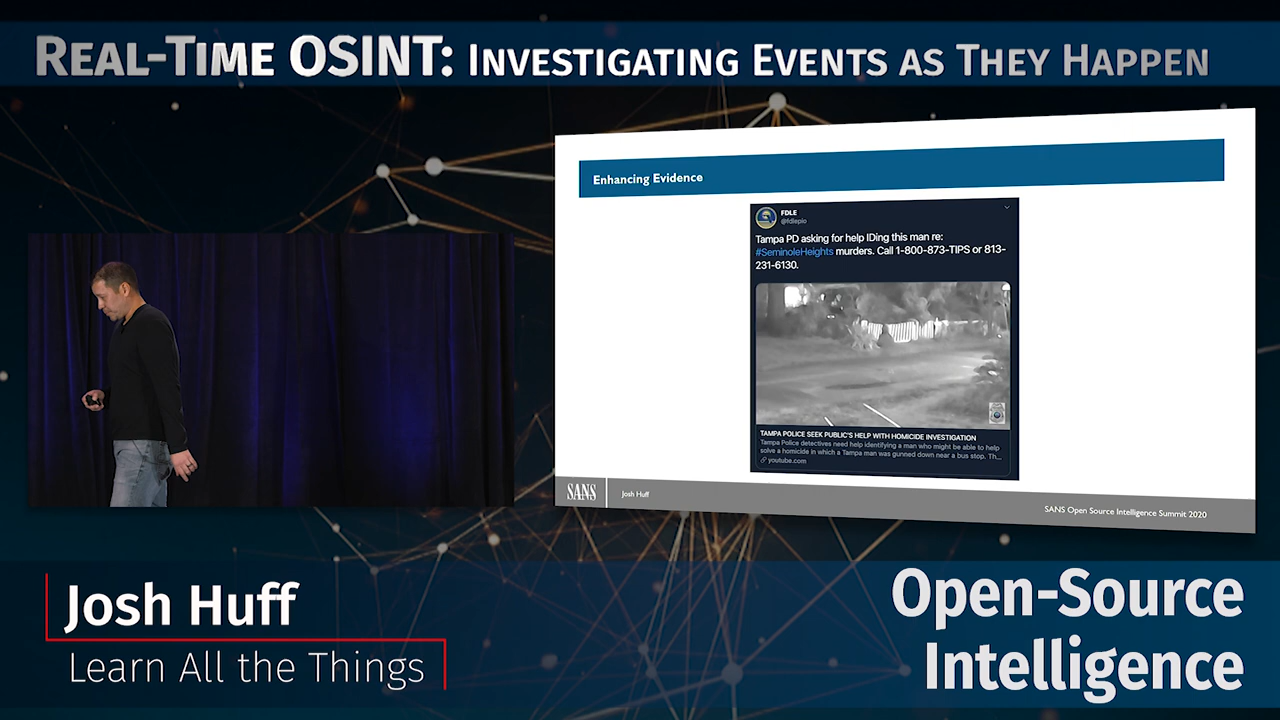 REAL-TIME OSINT: INVESTIGATING EVENTS AS THEY HAPPEN
Enhancing Evidence
FDLE
@fdlepio
Tampa PD asking for help IDing this man re:
#SeminoleHeights murders. Call 1-800-873-TIPS or 813-
231-6130.
TAMPA POLICE SEEK PUBLIC'S HELP WITH HOMICIDE INVESTIGATION
Tampa Police detectives need help identifying a man who might be able to help
solve a homicide in which a Tampa man was gunned down near a bus stop. Th...
youtube.com
SANS
Josh Huff
SANS Open Source Intelligence Summit 2020
Josh Huff
Learn All the Things
Open-Source
Intelligence